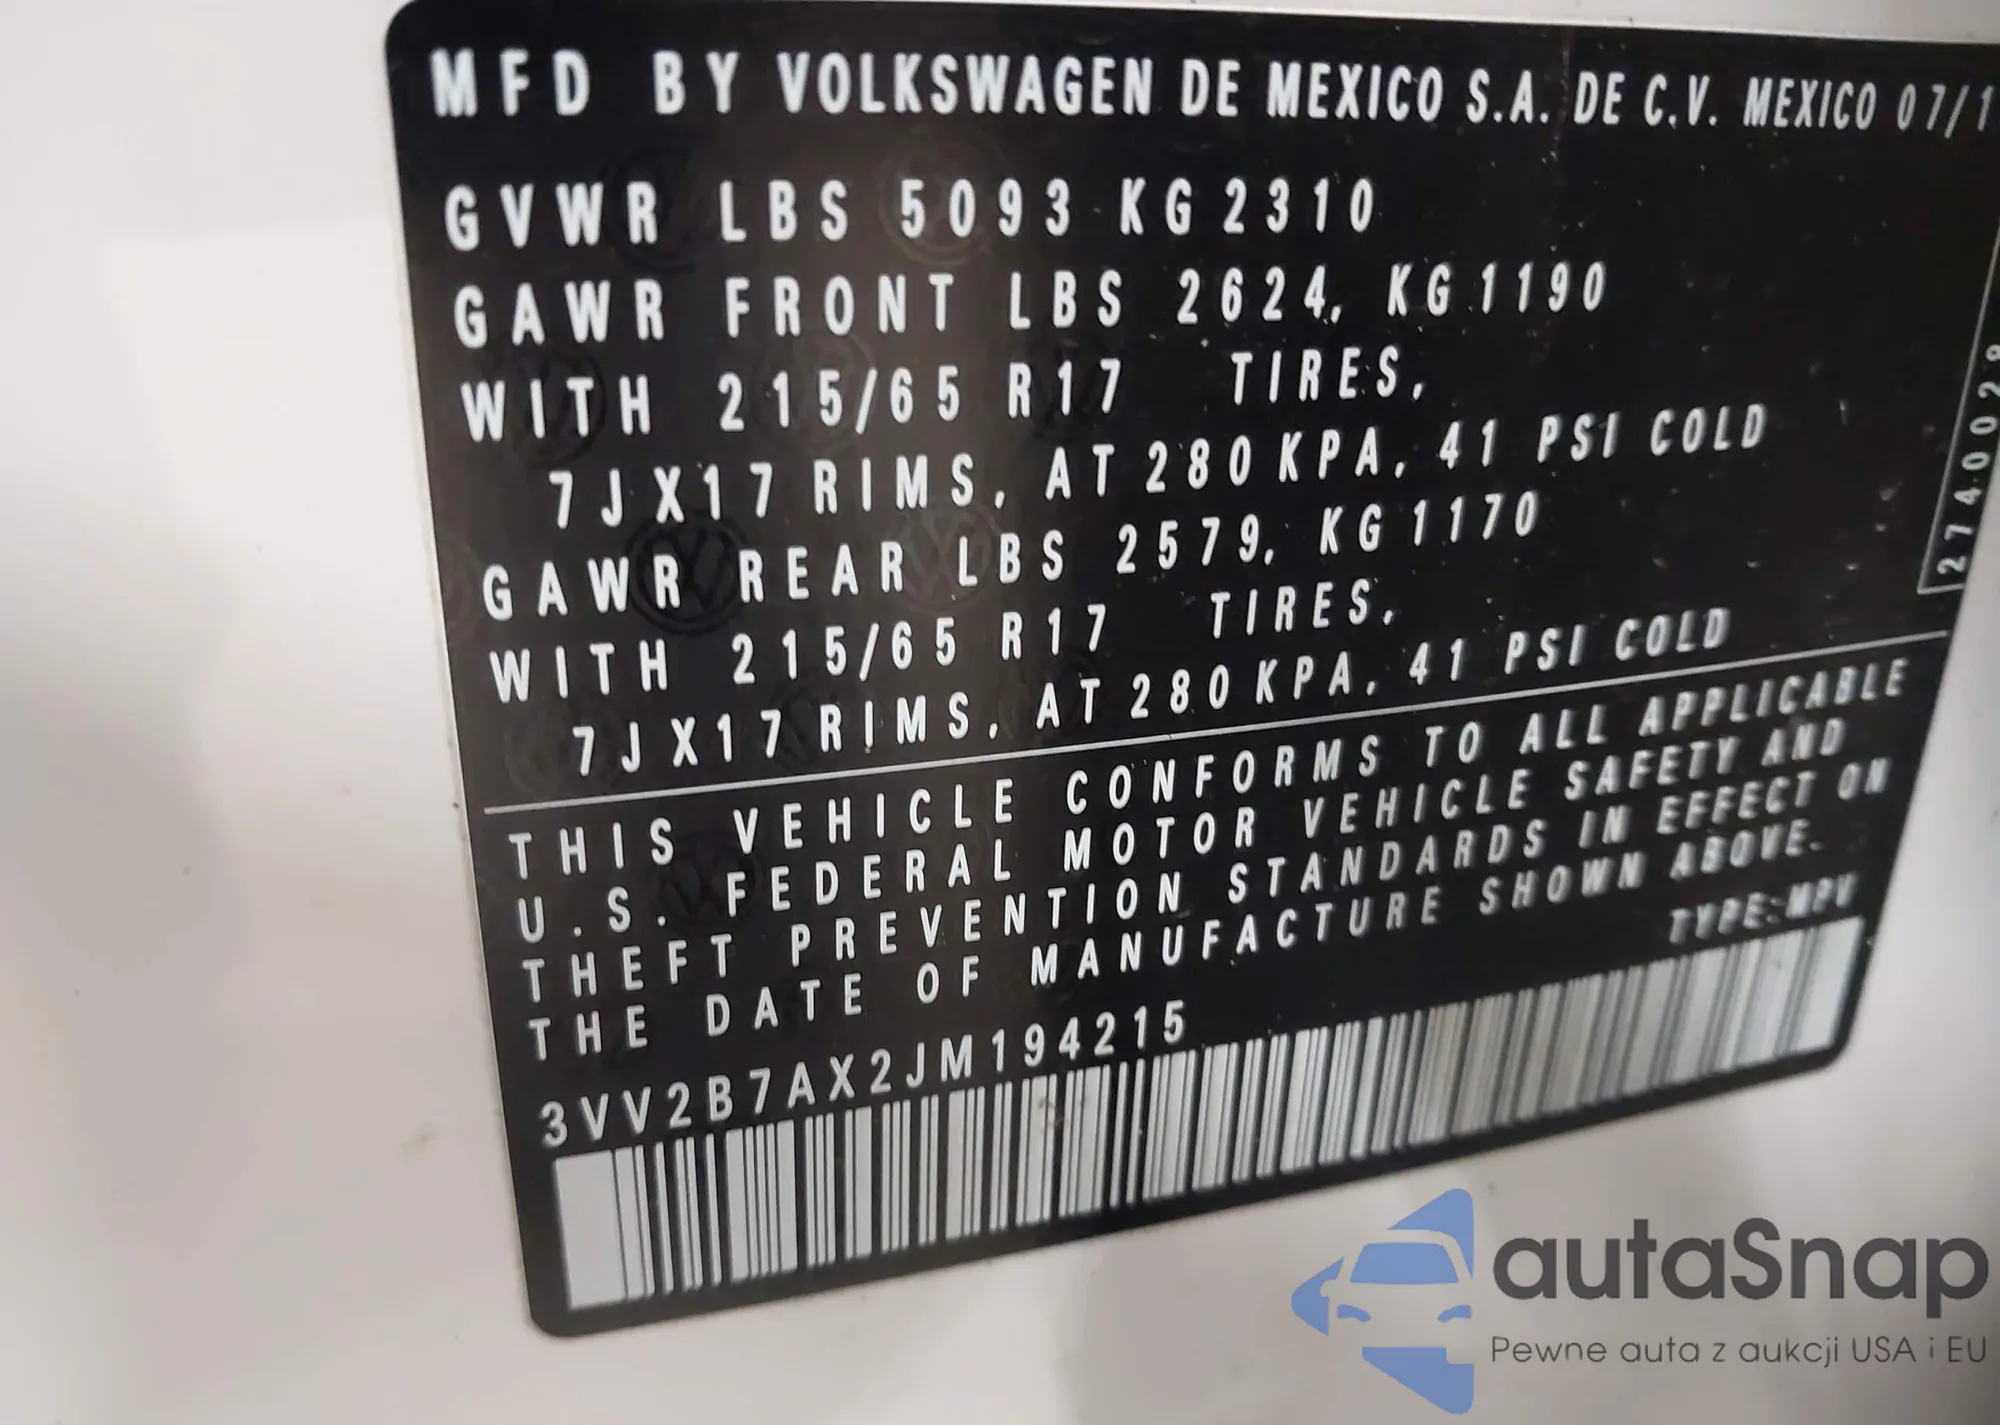 MFD BY VOLKSWAGEN DE MEXICO S.A. DE C.V. MEXICO 07/1
GVWR LBS 5093 KG 2310
GAWR FRONT LBS 2624, KG 1190
WITH 215/65 R17 TIRES,
7JX17 RIMS, AT 280 KPA, 41 PSI COLD
GAWR REAR LBS 2579, KG 1170
WITH 215/65 R17 TIRES,
7JX17 RIMS, AT 280 KPA, 41 PSI COLD
2740029
THIS VEHICLE CONFORMS TO ALL APPLICABLE
U.S. FEDERAL MOTOR VEHICLE SAFETY AND
THEFT PREVENTION STANDARDS IN EFFECT ON
THE DATE OF MANUFACTURE SHOWN ABOVE.
TYPE:MPV
3VV2B7AX2JM194215
autaSnap
Pewne auta z aukcji USA i EU